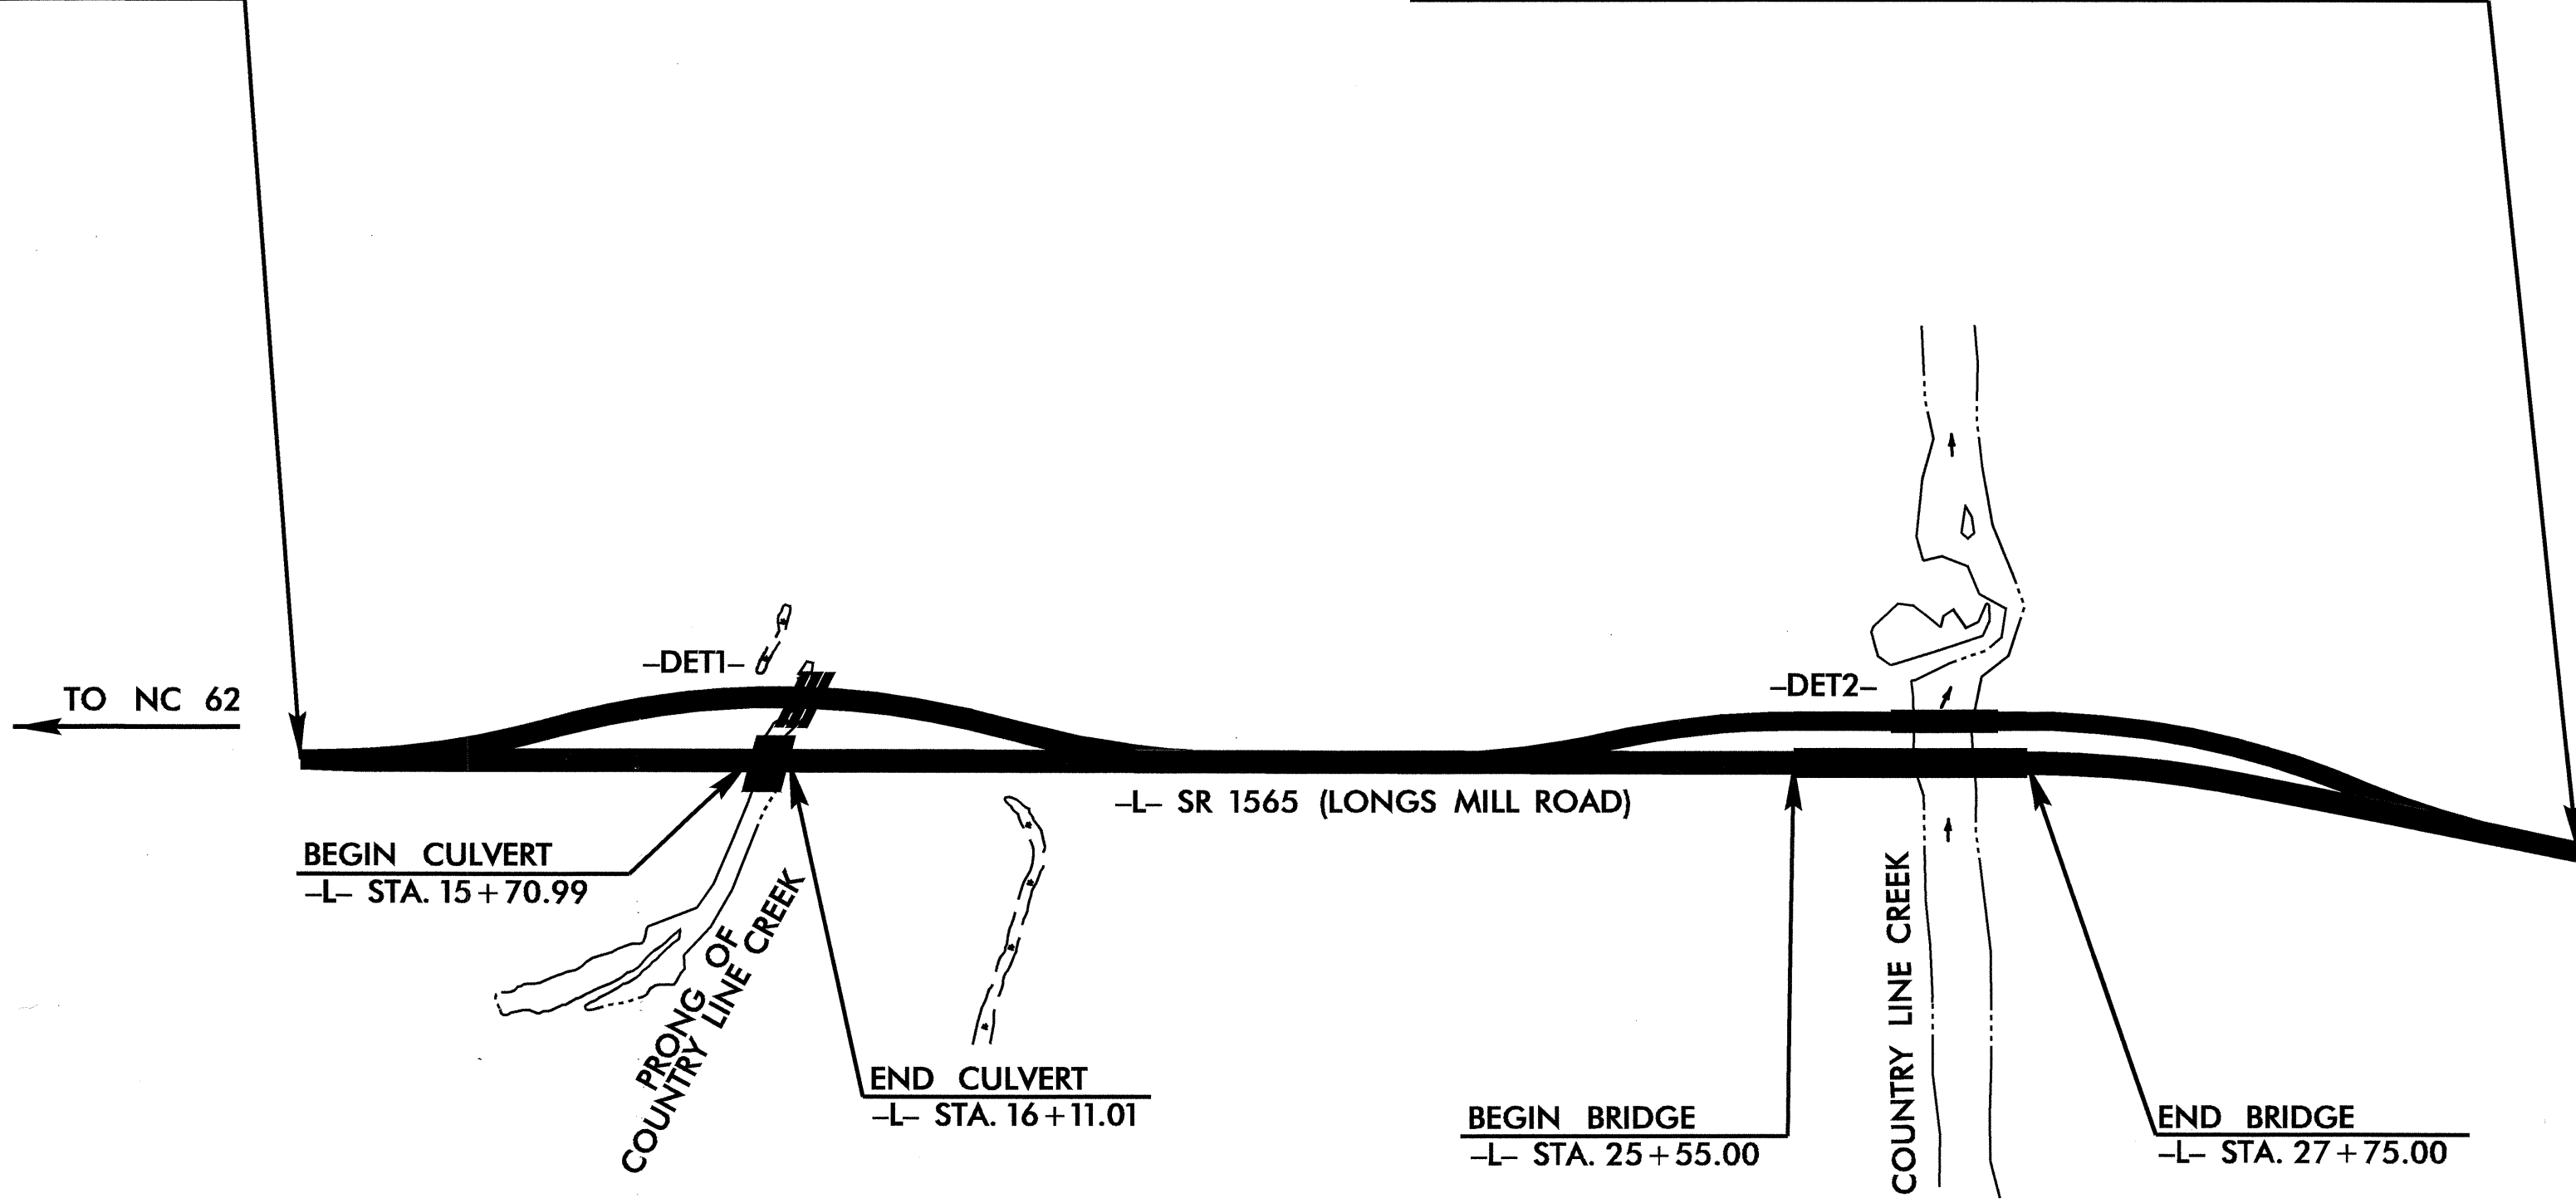 –DET1–
–DET2–
TO NC 62
–L– SR 1565 (LONGS MILL ROAD)
BEGIN CULVERT
–L– STA. 15+70.99
PRONG OF
COUNTRY LINE CREEK
END CULVERT
–L– STA. 16+11.01
COUNTRY LINE CREEK
BEGIN BRIDGE
–L– STA. 25+55.00
END BRIDGE
–L– STA. 27+75.00